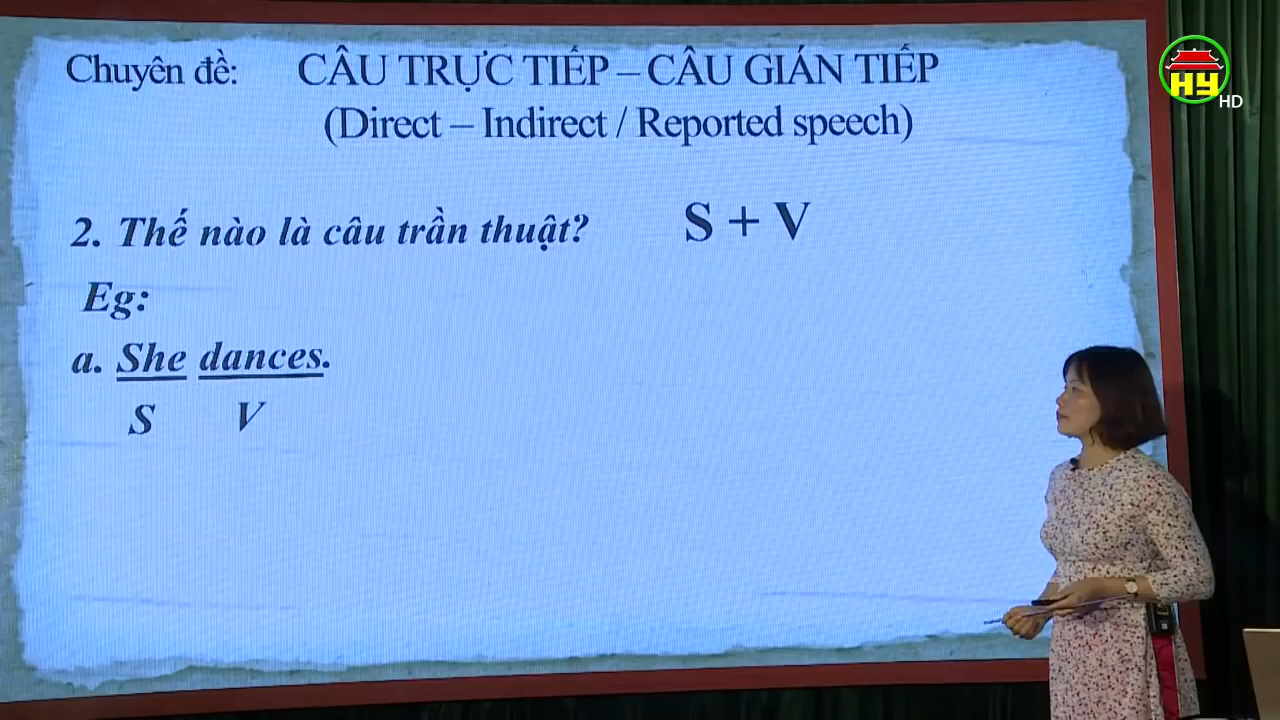 Chuyên đề: CÂU TRỰC TIẾP – CÂU GIÁN TIẾP
(Direct – Indirect / Reported speech)
2. Thế nào là câu trần thuật? S + V
Eg:
a. She dances.
S V
HY
HD